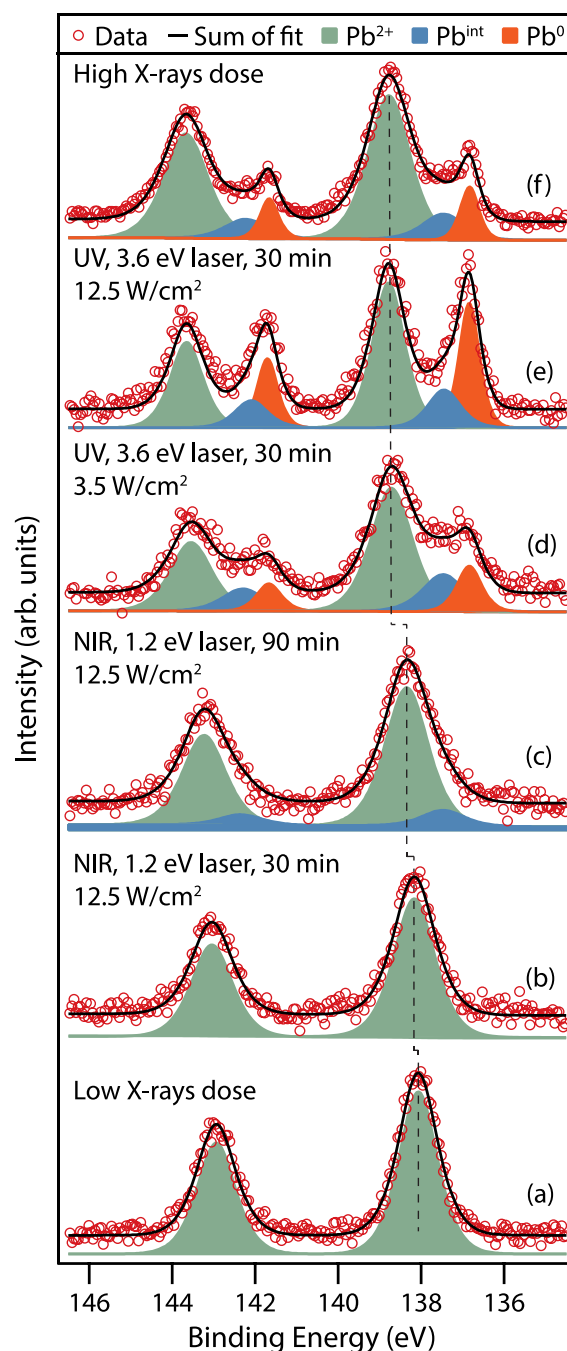 Data Sum of fit Pb²⁺ Pbⁱⁿᵗ Pb⁰
High X-rays dose
(f)
UV, 3.6 eV laser, 30 min
12.5 W/cm²
(e)
UV, 3.6 eV laser, 30 min
3.5 W/cm²
(d)
NIR, 1.2 eV laser, 90 min
12.5 W/cm²
(c)
NIR, 1.2 eV laser, 30 min
12.5 W/cm²
(b)
Low X-rays dose
(a)
Intensity (arb. units)
146 144 142 140 138 136
Binding Energy (eV)